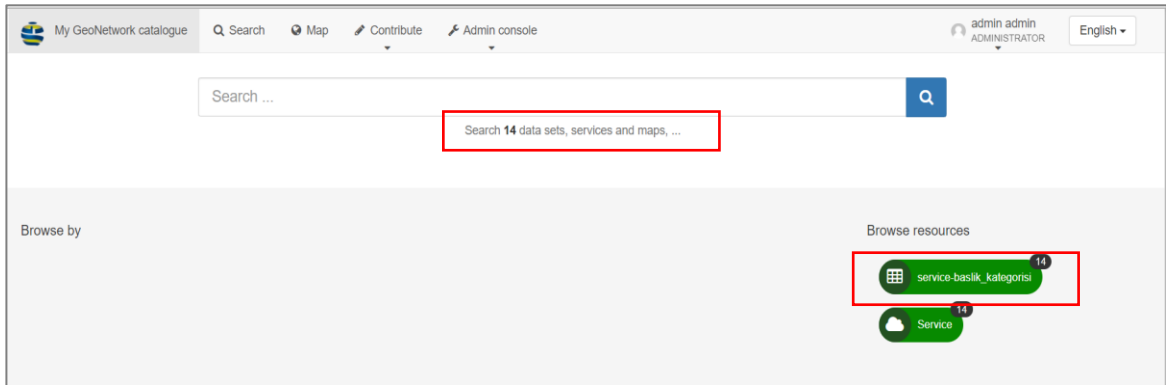 My GeoNetwork catalogue Search Map Contribute Admin console admin admin English
ADMINISTRATOR
Search ...
Search 14 data sets, services and maps, ...
Browse by
Browse resources
14
service-baslik_kategorisi
14
Service